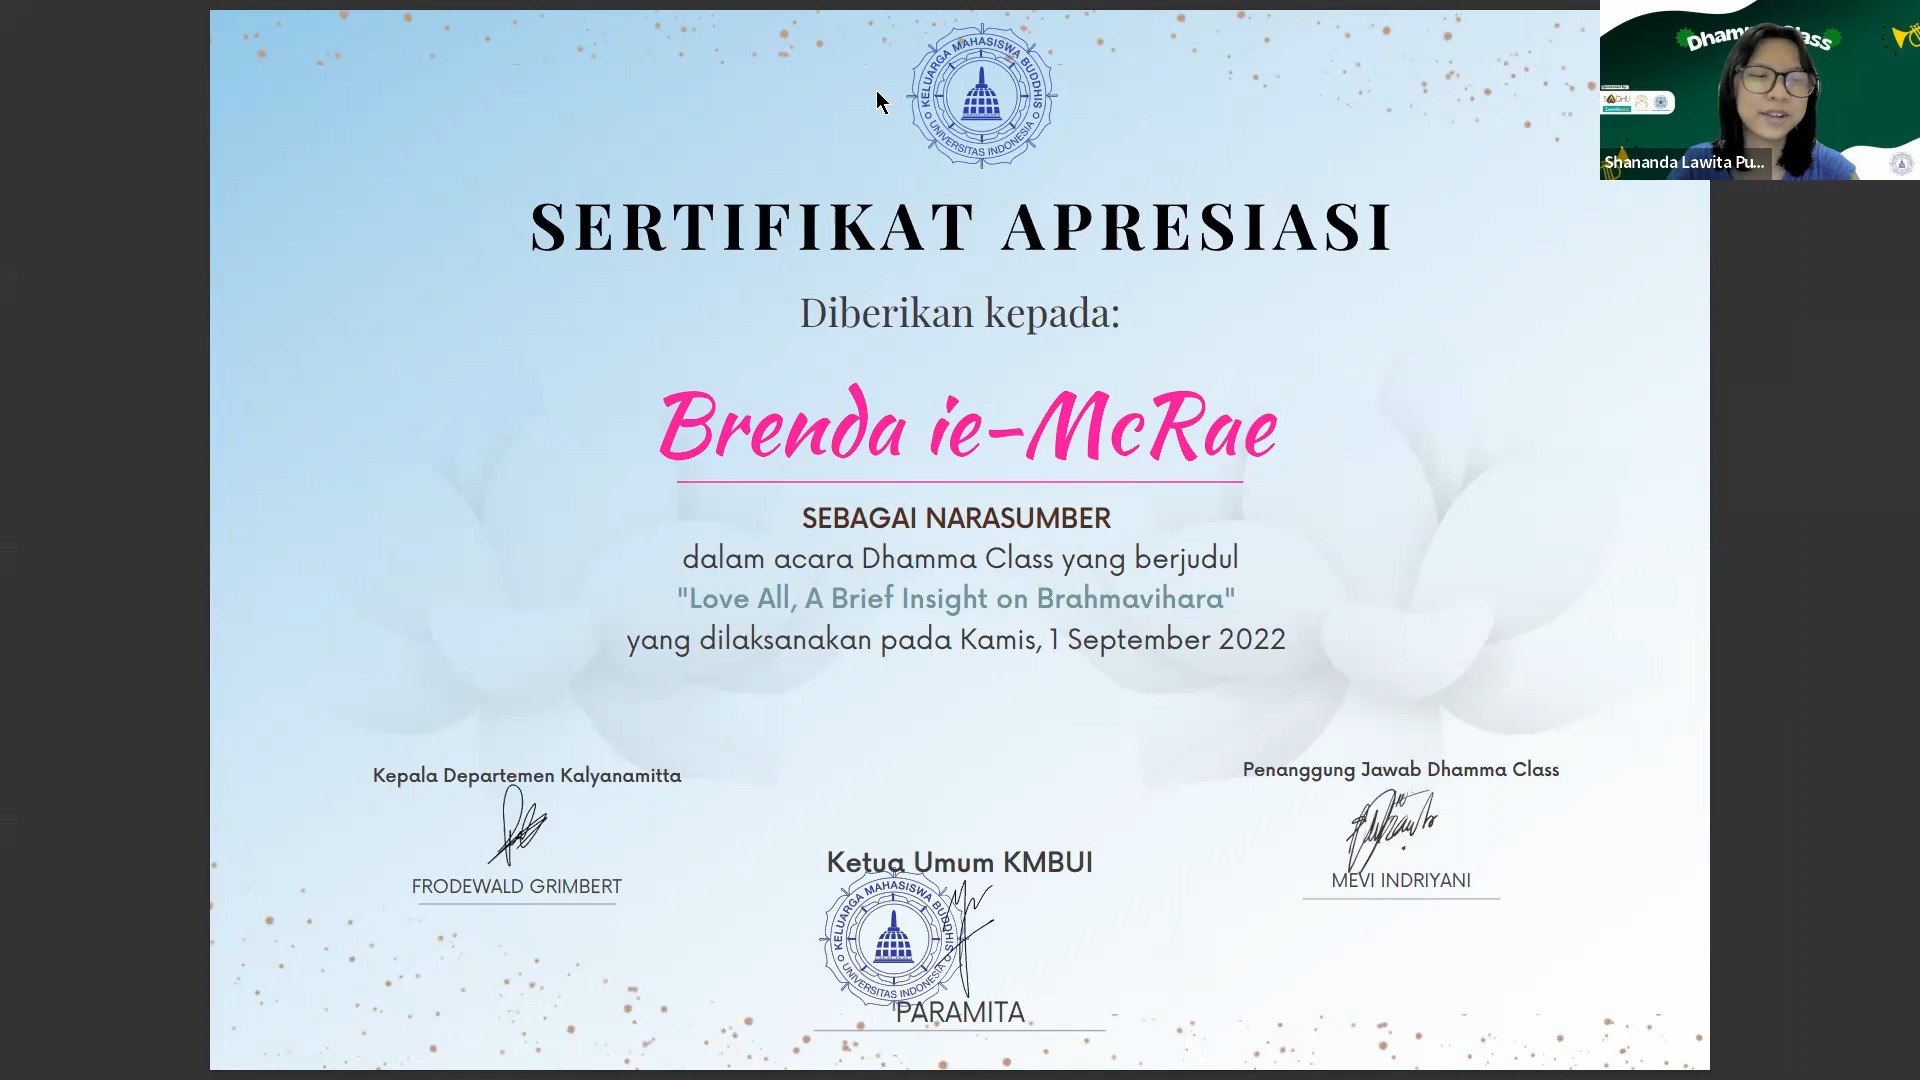 KELUARGA MAHASISWA BUDDHIS
UNIVERSITAS INDONESIA
SERTIFIKAT APRESIASI
Diberikan kepada:
Brenda ie-McRae
SEBAGAI NARASUMBER
dalam acara Dhamma Class yang berjudul
"Love All, A Brief Insight on Brahmavihara"
yang dilaksanakan pada Kamis, 1 September 2022
Kepala Departemen Kalyanamitta
FRODEWALD GRIMBERT
Penanggung Jawab Dhamma Class
MEVI INDRIYANI
Ketua Umum KMBUI
KELUARGA MAHASISWA BUDDHIS
UNIVERSITAS INDONESIA
PARAMITA
SADHU
Shananda Lawita Pu...